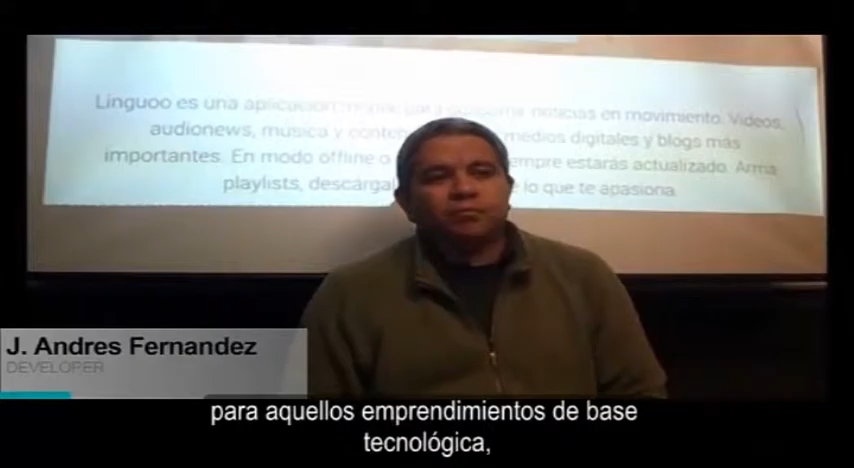 Linguoo es una aplicación noticias en movimiento. Videos,
audionews, música y medios digitales y blogs más
importantes. En modo offline o siempre estarás actualizado. Arma
playlists, lo que te apasiona.
J. Andres Fernandez
DEVELOPER
para aquellos emprendimientos de base
tecnológica,